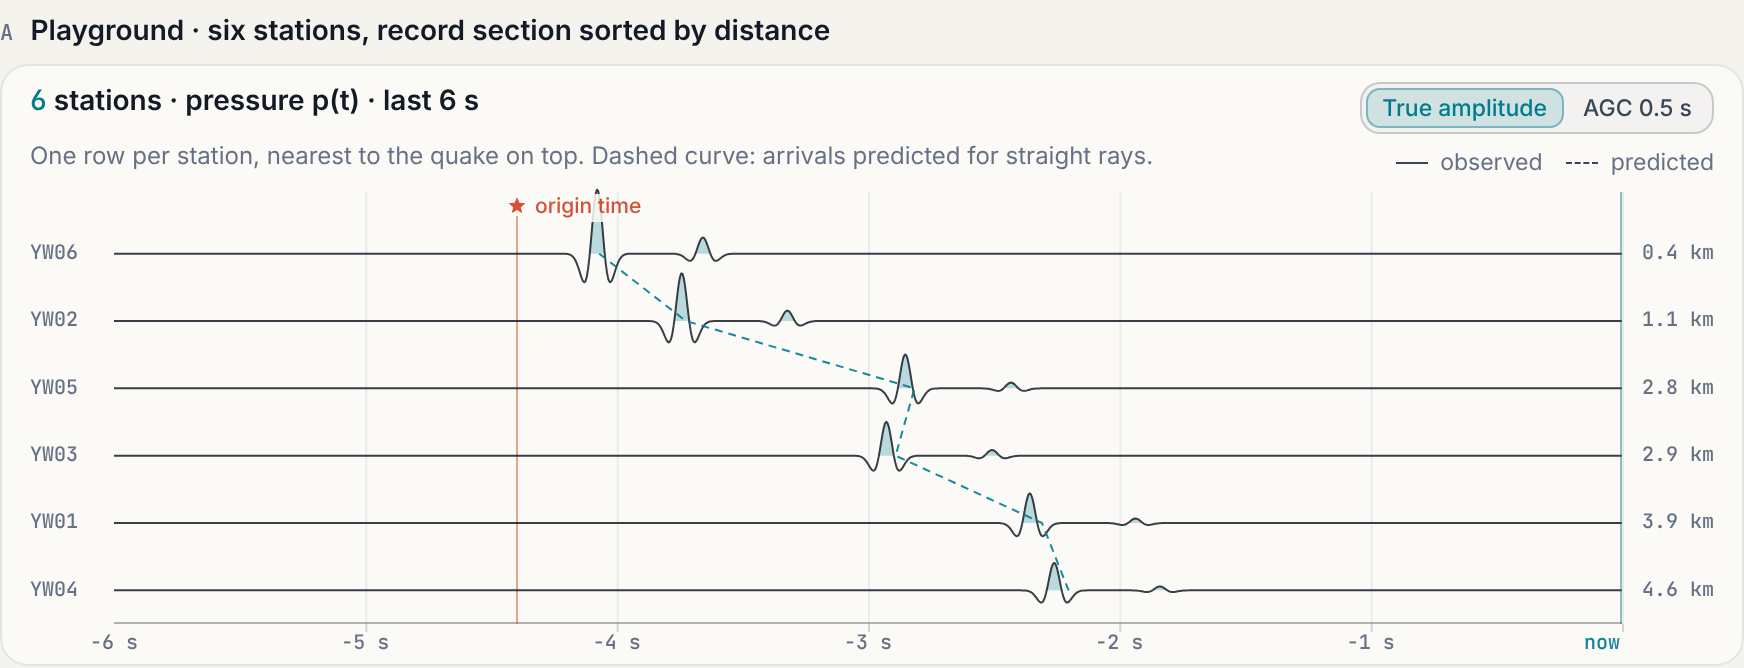 A Playground · six stations, record section sorted by distance
6 stations · pressure p(t) · last 6 s
True amplitude AGC 0.5 s
One row per station, nearest to the quake on top. Dashed curve: arrivals predicted for straight rays.
observed predicted
origin time
YW06 0.4 km
YW02 1.1 km
YW05 2.8 km
YW03 2.9 km
YW01 3.9 km
YW04 4.6 km
-6 s -5 s -4 s -3 s -2 s -1 s now